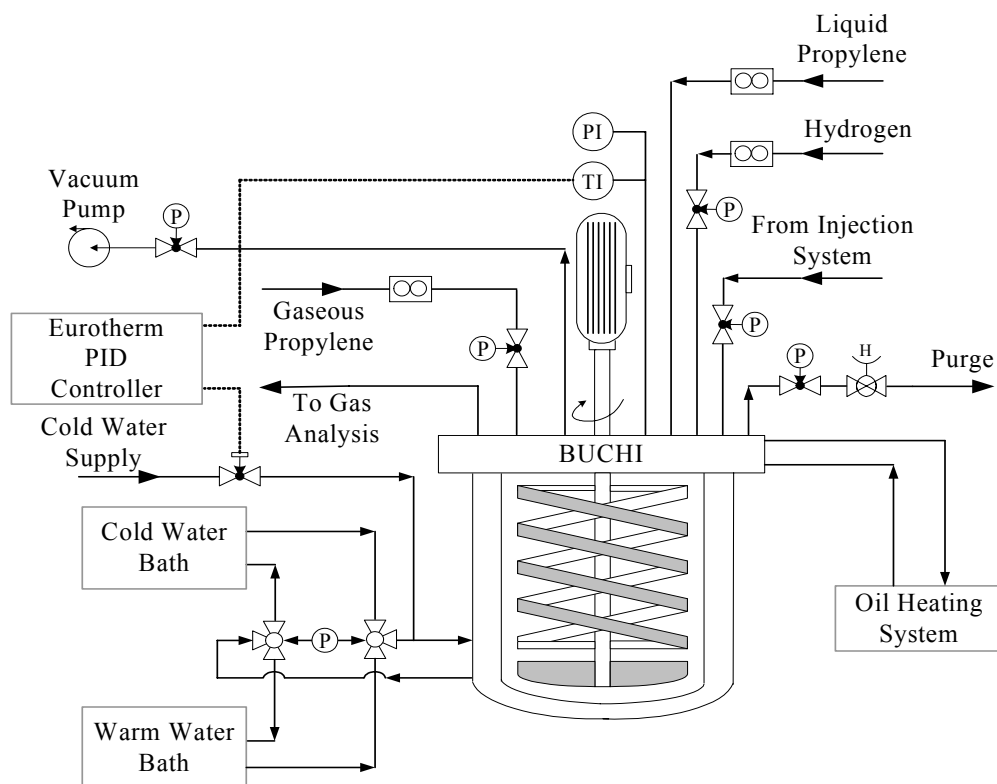 Liquid
Propylene
PI
Hydrogen
TI
P
Vacuum
Pump
P
From Injection
System
Gaseous
Propylene
P
P
Eurotherm
PID
Controller
P
H
Purge
To Gas
Analysis
Cold Water
Supply
BUCHI
Cold Water
Bath
Oil Heating
System
P
Warm Water
Bath